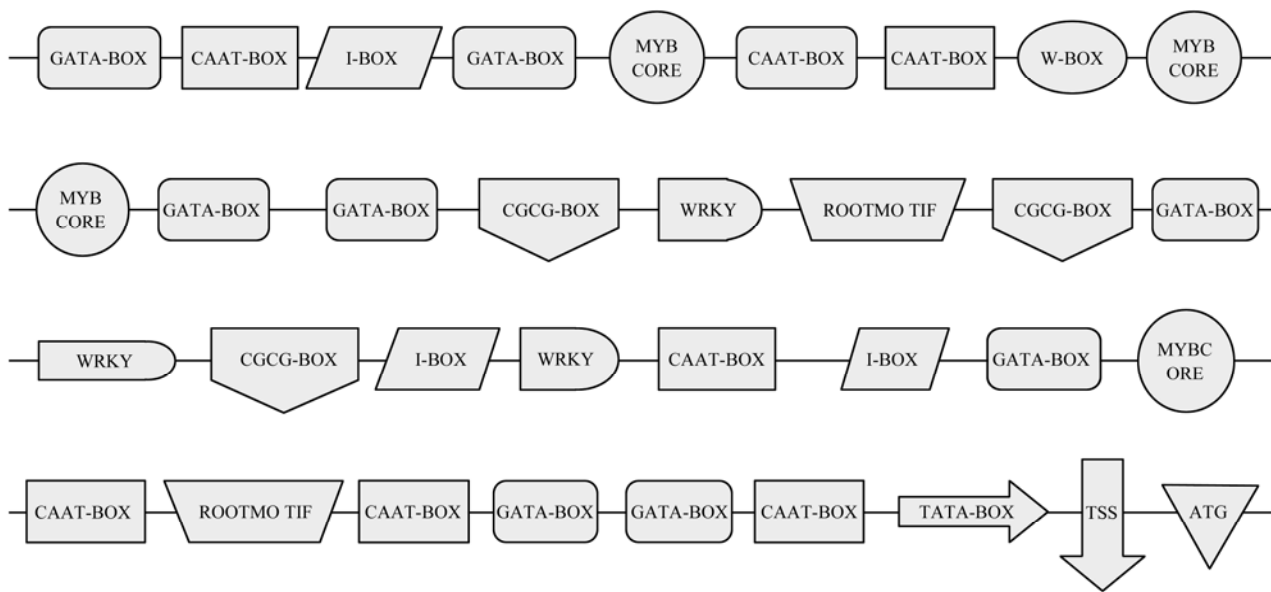 GATA-BOX CAAT-BOX I-BOX GATA-BOX MYB CORE CAAT-BOX CAAT-BOX W-BOX MYB CORE
MYB CORE GATA-BOX GATA-BOX CGCG-BOX WRKY ROOTMO TIF CGCG-BOX GATA-BOX
WRKY CGCG-BOX I-BOX WRKY CAAT-BOX I-BOX GATA-BOX MYBC ORE
CAAT-BOX ROOTMO TIF CAAT-BOX GATA-BOX GATA-BOX CAAT-BOX TATA-BOX TSS ATG